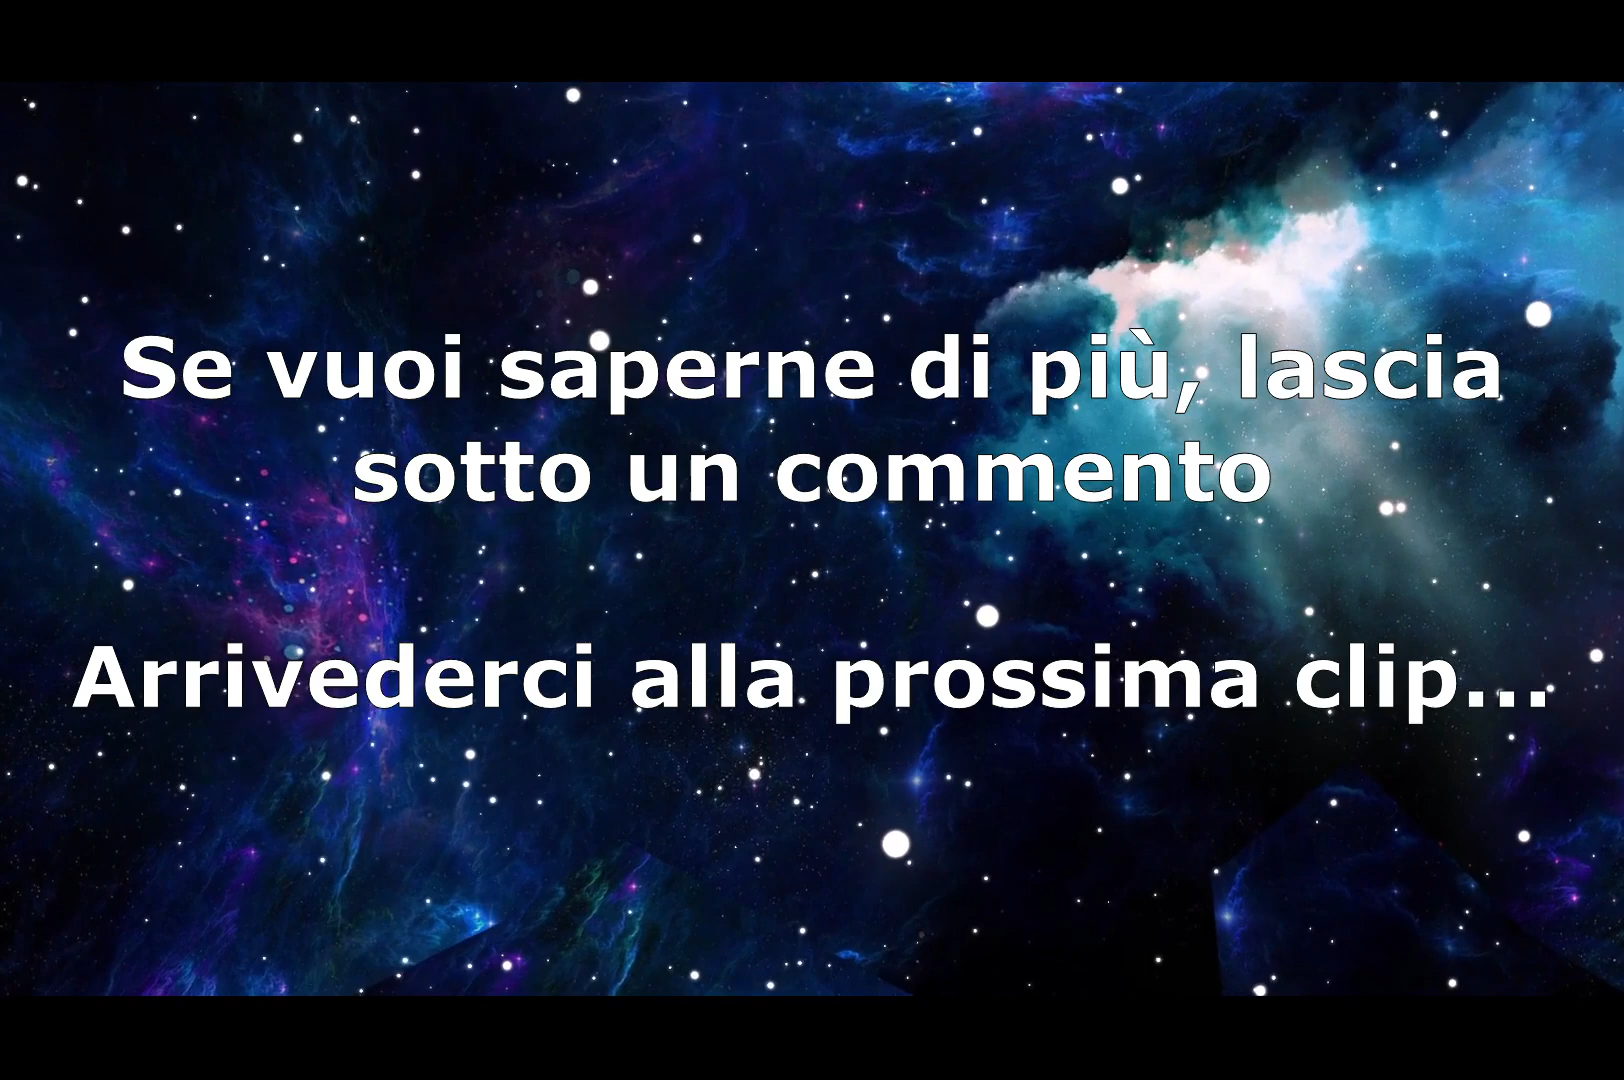 Se vuoi saperne di più, lascia
sotto un commento
Arrivederci alla prossima clip...